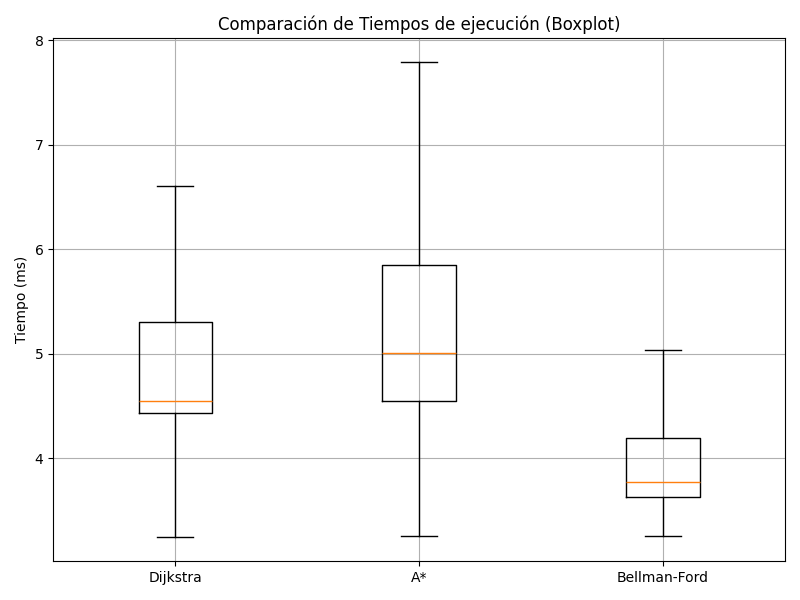 Comparación de Tiempos de ejecución (Boxplot)
8
7
6
5
4
Tiempo (ms)
Dijkstra
A*
Bellman-Ford